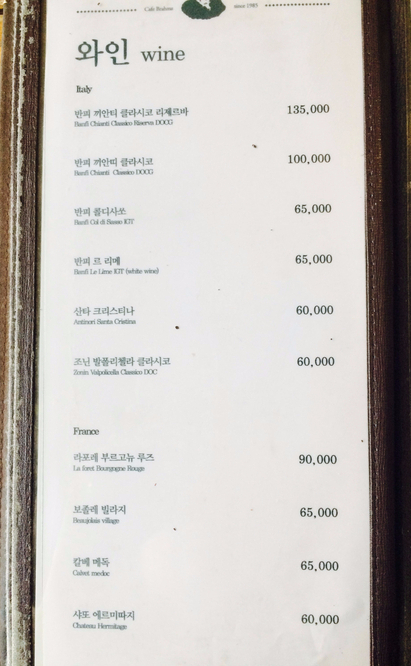 Cafe
since 1985
와인 wine
Italy
반피 끼안티 클라시코 리제르바 135,000
Banfi Chianti Classico Riserva DOCG
반피 끼안띠 클라시코 100,000
Banfi Chianti Classico DOCG
반피 콜디사쏘 65,000
Banfi Col di Sasso IGT
반피 르 리메 65,000
Banfi Le Lime IGT (white wine)
산타 크리스티나 60,000
Antinori Santa Cristina
조닌 발폴리첼라 클라시코 60,000
Zonin Valpolicella Classico DOC
France
라포레 부르고뉴 루즈 90,000
La foret Bourgogne Rouge
보졸레 빌라지 65,000
Beaujolais village
칼베 메독 65,000
Calvet medoc
샤또 에르미따지 60,000
Chateau Hermitage